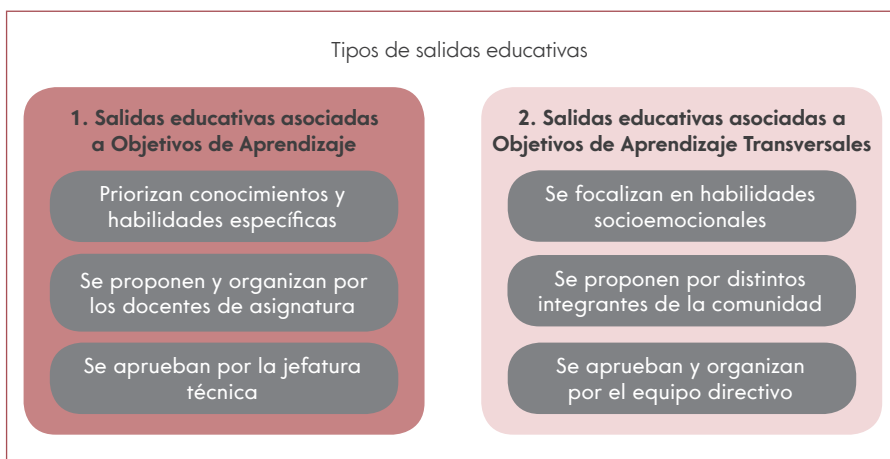 Tipos de salidas educativas
1. Salidas educativas asociadas
a Objetivos de Aprendizaje
Priorizan conocimientos y
habilidades específicas
Se proponen y organizan por
los docentes de asignatura
Se aprueban por la jefatura
técnica
2. Salidas educativas asociadas a
Objetivos de Aprendizaje Transversales
Se focalizan en habilidades
socioemocionales
Se proponen por distintos
integrantes de la comunidad
Se aprueban y organizan
por el equipo directivo